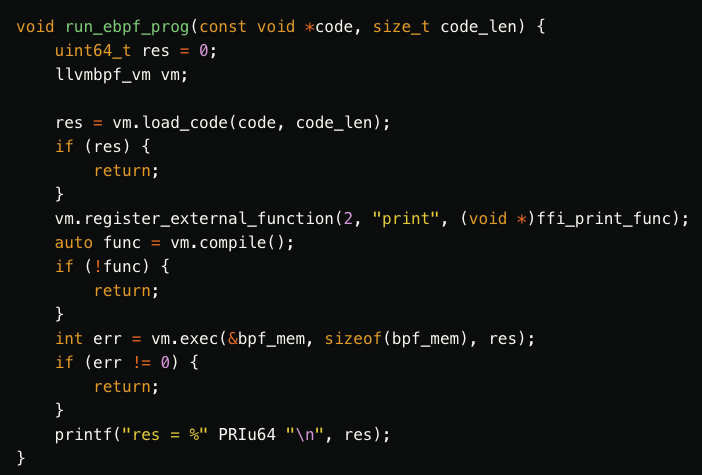 void run_ebpf_prog(const void *code, size_t code_len) {
    uint64_t res = 0;
    llvmbpf_vm vm;

    res = vm.load_code(code, code_len);
    if (res) {
        return;
    }
    vm.register_external_function(2, "print", (void *)ffi_print_func);
    auto func = vm.compile();
    if (!func) {
        return;
    }
    int err = vm.exec(&bpf_mem, sizeof(bpf_mem), res);
    if (err != 0) {
        return;
    }
    printf("res = %" PRIu64 "\n", res);
}